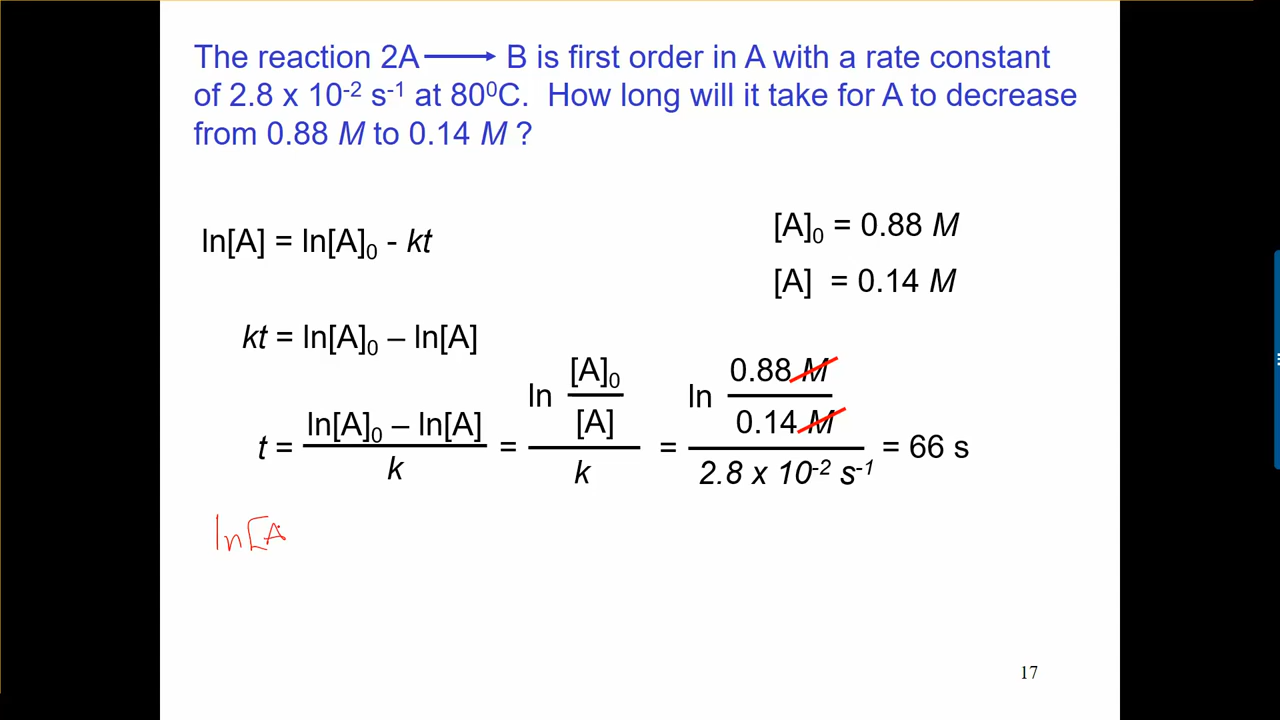 The reaction 2A ⟶ B is first order in A with a rate constant
of 2.8 x 10⁻² s⁻¹ at 80⁰C. How long will it take for A to decrease
from 0.88 M to 0.14 M ?
[A]₀ = 0.88 M
ln[A] = ln[A]₀ - kt
[A] = 0.14 M
kt = ln[A]₀ – ln[A]
t = (ln[A]₀ – ln[A]) / k = ln ([A]₀ / [A]) / k = ln (0.88 M / 0.14 M) / 2.8 x 10⁻² s⁻¹ = 66 s
ln[A
17